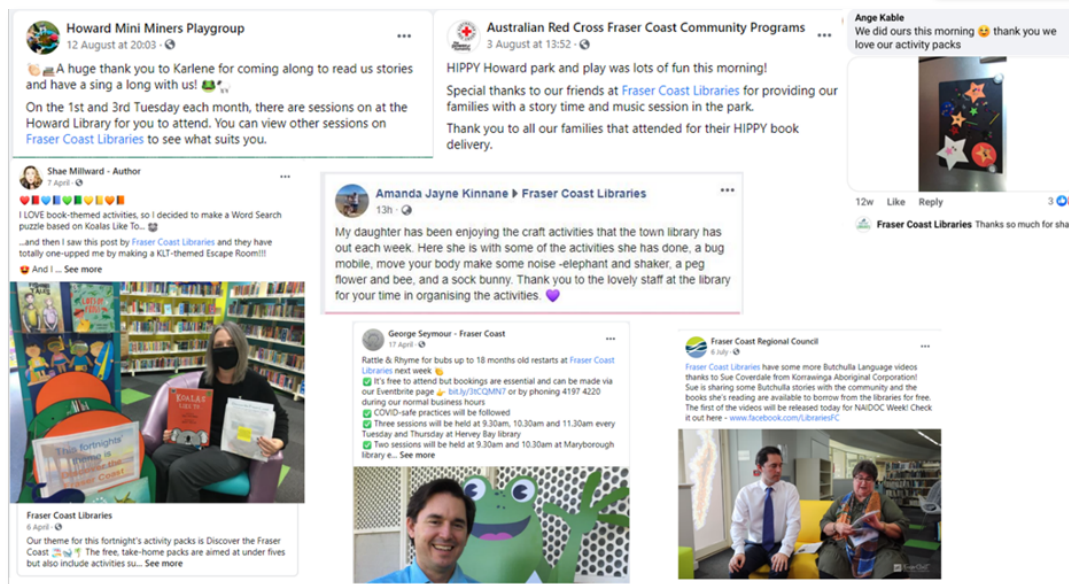 Howard Mini Miners Playgroup
12 August at 20:03 ·
A huge thank you to Karlene for coming along to read us stories
and have a sing a long with us!
On the 1st and 3rd Tuesday each month, there are sessions on at the
Howard Library for you to attend. You can view other sessions on
Fraser Coast Libraries to see what suits you.
Australian Red Cross Fraser Coast Community Programs
3 August at 13:52 ·
HIPPY Howard park and play was lots of fun this morning!
Special thanks to our friends at Fraser Coast Libraries for providing our
families with a story time and music session in the park.
Thank you to all our families that attended for their HIPPY book
delivery.
Ange Kable
We did ours this morning 😊 thank you we
love our activity packs
12w Like Reply 3
Fraser Coast Libraries Thanks so much for sha
Shae Millward - Author
7 April ·
I LOVE book-themed activities, so I decided to make a Word Search
puzzle based on Koalas Like To...
...and then I saw this post by Fraser Coast Libraries and they have
totally one-upped me by making a KLT-themed Escape Room!!!
And I ... See more
KOALAS
LIKE TO
This fortnights
theme is
Discover the
Fraser Coast
Fraser Coast Libraries
6 April ·
Our theme for this fortnight's activity packs is Discover the Fraser
Coast The free, take-home packs are aimed at under fives
but also include activities su... See more
Amanda Jayne Kinnane ▸ Fraser Coast Libraries
13h ·
My daughter has been enjoying the craft activities that the town library has
out each week. Here she is with some of the activities she has done, a bug
mobile, move your body make some noise -elephant and shaker, a peg
flower and bee, and a sock bunny. Thank you to the lovely staff at the library
for your time in organising the activities. 💜
George Seymour - Fraser Coast
17 April ·
Rattle & Rhyme for bubs up to 18 months old restarts at Fraser Coast
Libraries next week
✅ It's free to attend but bookings are essential and can be made via
our Eventbrite page 👉 bit.ly/3tCQMN7 or by phoning 4197 4220
during our normal business hours
✅ COVID-safe practices will be followed
✅ Three sessions will be held at 9.30am, 10.30am and 11.30am every
Tuesday and Thursday at Hervey Bay library
✅ Two sessions will be held at 9.30am and 10.30am at Maryborough
library e... See more
Fraser Coast Regional Council
6 July ·
Fraser Coast Libraries have some more Butchulla Language videos
thanks to Sue Coverdale from Korrawinga Aboriginal Corporation!
Sue is sharing some Butchulla stories with the community and the
books she's reading are available to borrow from the libraries for free.
The first of the videos will be released today for NAIDOC Week! Check
it out here - www.facebook.com/LibrariesFC